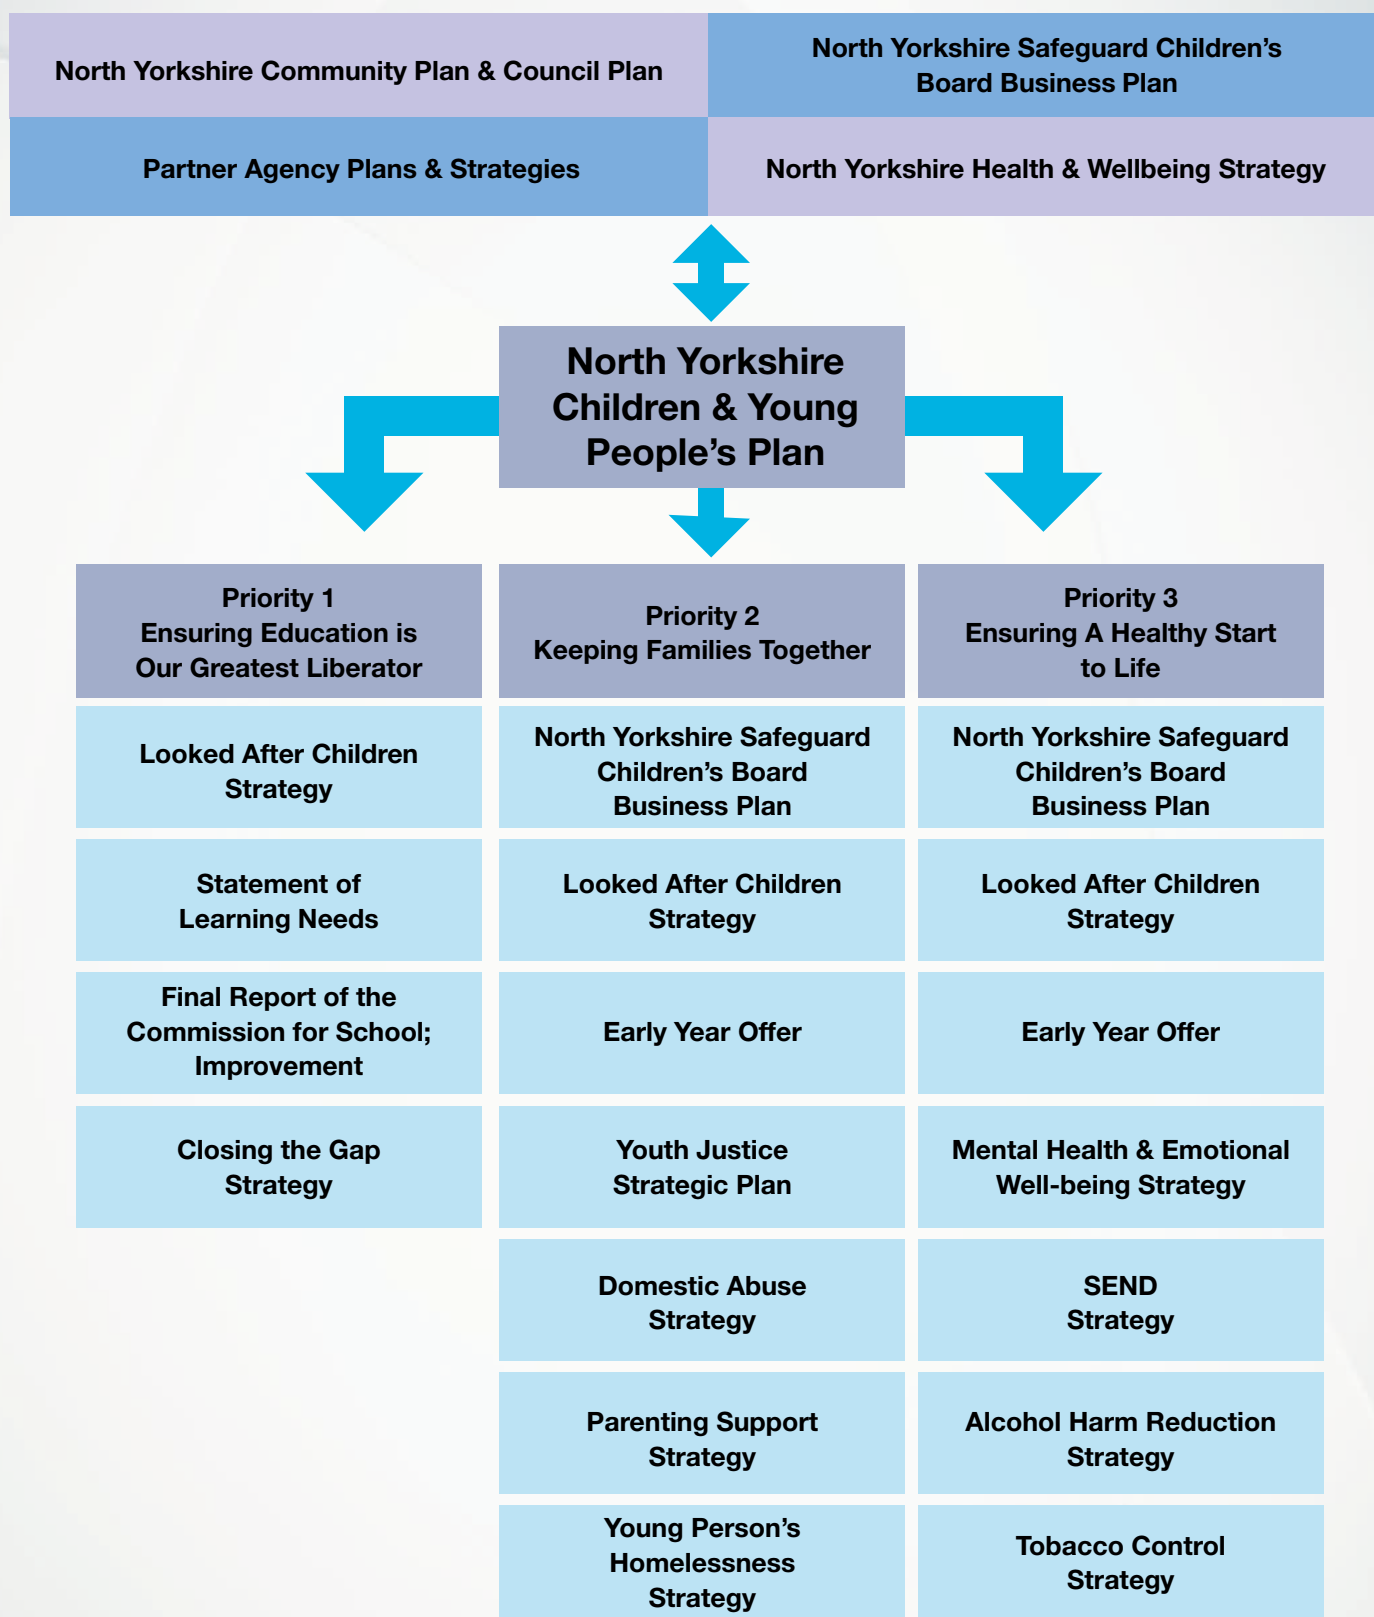 North Yorkshire Community Plan & Council Plan
North Yorkshire Safeguard Children’s
Board Business Plan
Partner Agency Plans & Strategies
North Yorkshire Health & Wellbeing Strategy
North Yorkshire
Children & Young
People’s Plan
Priority 1
Ensuring Education is
Our Greatest Liberator
Looked After Children
Strategy
Statement of
Learning Needs
Final Report of the
Commission for School;
Improvement
Closing the Gap
Strategy
Priority 2
Keeping Families Together
North Yorkshire Safeguard
Children’s Board
Business Plan
Looked After Children
Strategy
Early Year Offer
Youth Justice
Strategic Plan
Domestic Abuse
Strategy
Parenting Support
Strategy
Young Person’s
Homelessness
Strategy
Priority 3
Ensuring A Healthy Start
to Life
North Yorkshire Safeguard
Children’s Board
Business Plan
Looked After Children
Strategy
Early Year Offer
Mental Health & Emotional
Well-being Strategy
SEND
Strategy
Alcohol Harm Reduction
Strategy
Tobacco Control
Strategy